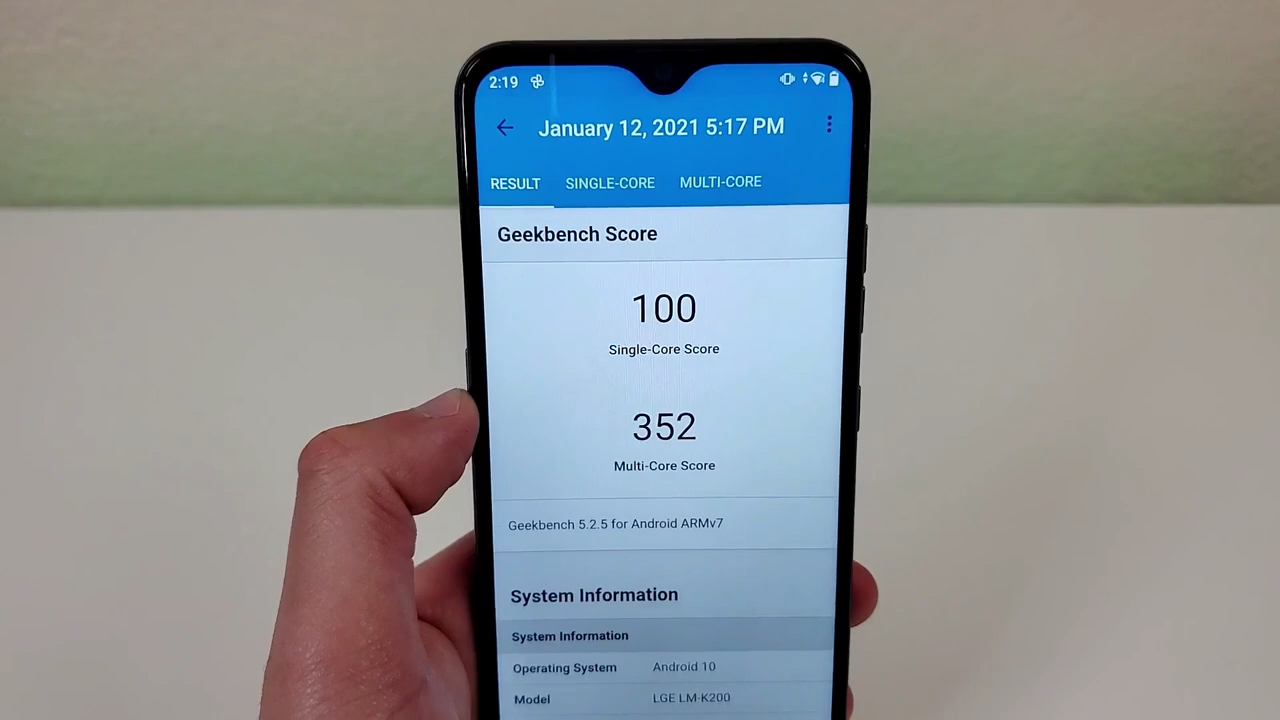 2:19
January 12, 2021 5:17 PM
RESULT SINGLE-CORE MULTI-CORE
Geekbench Score
100
Single-Core Score
352
Multi-Core Score
Geekbench 5.2.5 for Android ARMv7
System Information
System Information
Operating System Android 10
Model LGE LM-K200